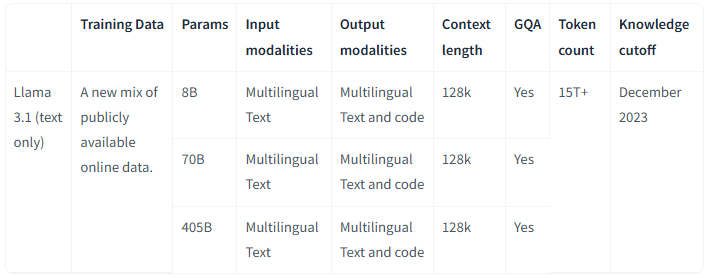 Training Data Params Input modalities Output modalities Context length GQA Token count Knowledge cutoff
Llama 3.1 (text only) A new mix of publicly available online data. 8B Multilingual Text Multilingual Text and code 128k Yes 15T+ December 2023
70B Multilingual Text Multilingual Text and code 128k Yes
405B Multilingual Text Multilingual Text and code 128k Yes